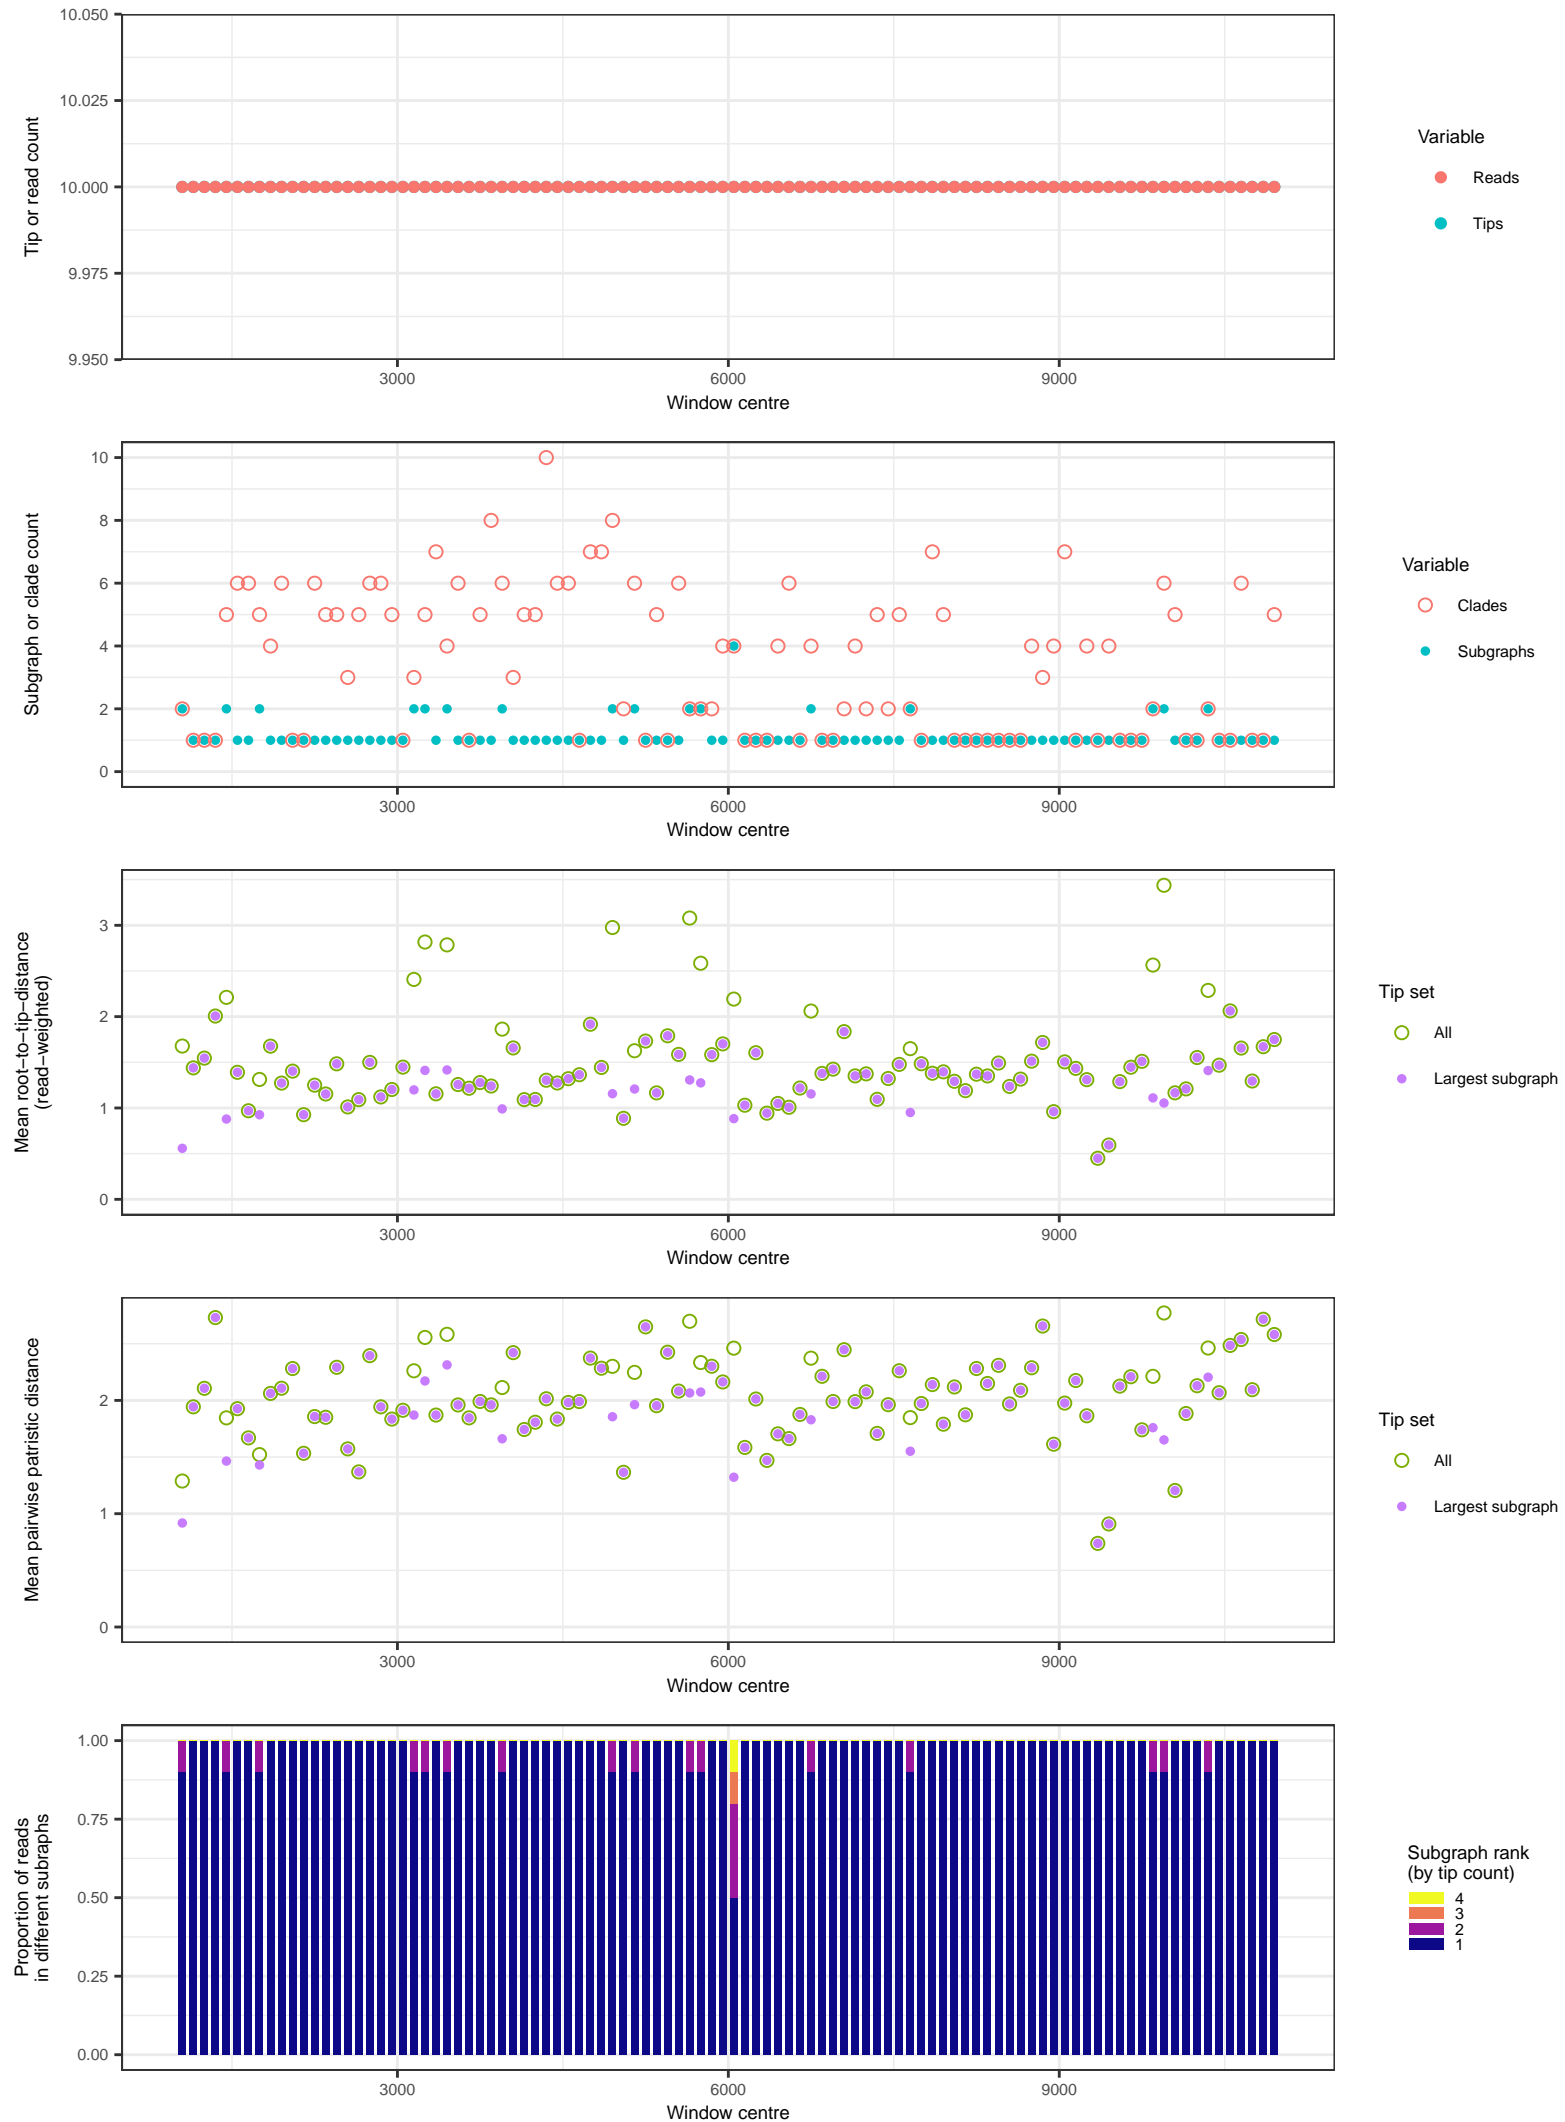 10.050
10.025
10.000
9.975
9.950
Tip or read count
3000
6000
9000
Window centre
Variable
Reads
Tips
10
8
6
4
2
0
Subgraph or clade count
3000
6000
9000
Window centre
Variable
Clades
Subgraphs
3
2
1
0
Mean root−to−tip−distance
(read−weighted)
3000
6000
9000
Window centre
Tip set
All
Largest subgraph
2
1
0
Mean pairwise patristic distance
3000
6000
9000
Window centre
Tip set
All
Largest subgraph
1.00
0.75
0.50
0.25
0.00
Proportion of reads
in different subraphs
3000
6000
9000
Window centre
Subgraph rank
(by tip count)
4
3
2
1